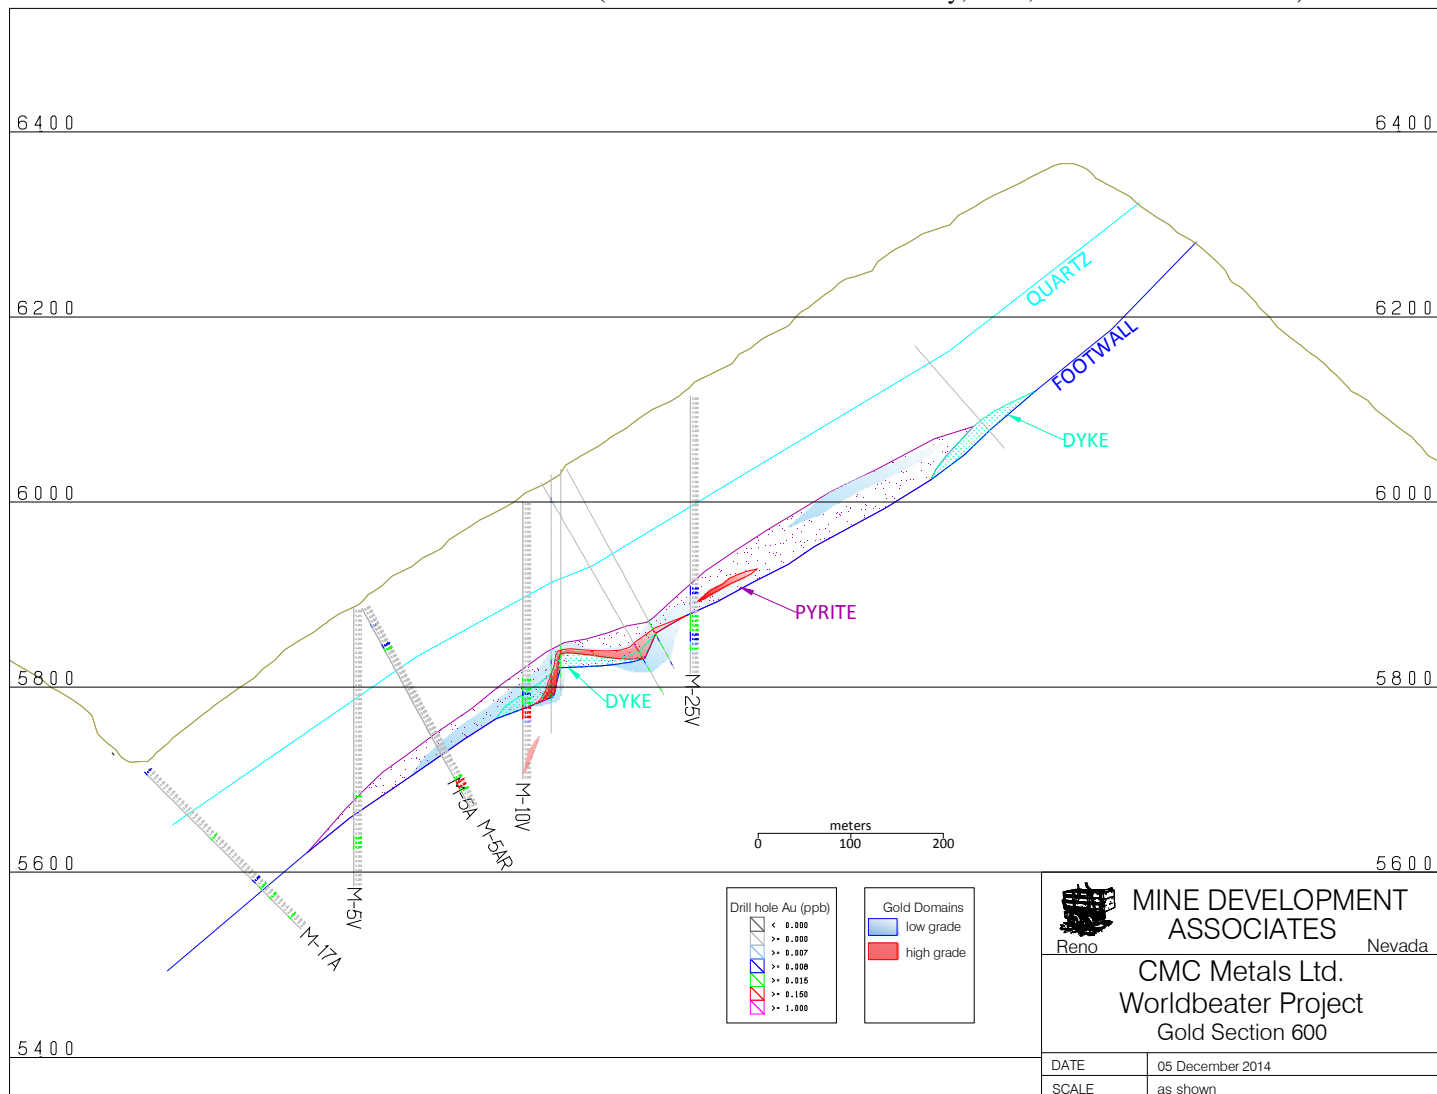 6400 6400
6200 6200
6000 6000
5800 5800
5600 5600
5400
QUARTZ
FOOTWALL
DYKE
PYRITE
DYKE
M-25V
M-10V
M-5A
M-5AR
M-5V
M-17A
meters
0 100 200
Drill hole Au (ppb)
< 0.000
>= 0.000
>= 0.007
>= 0.008
>= 0.015
>= 0.150
>= 1.000
Gold Domains
low grade
high grade
MINE DEVELOPMENT
ASSOCIATES
Reno Nevada
CMC Metals Ltd.
Worldbeater Project
Gold Section 600
DATE 05 December 2014
SCALE as shown